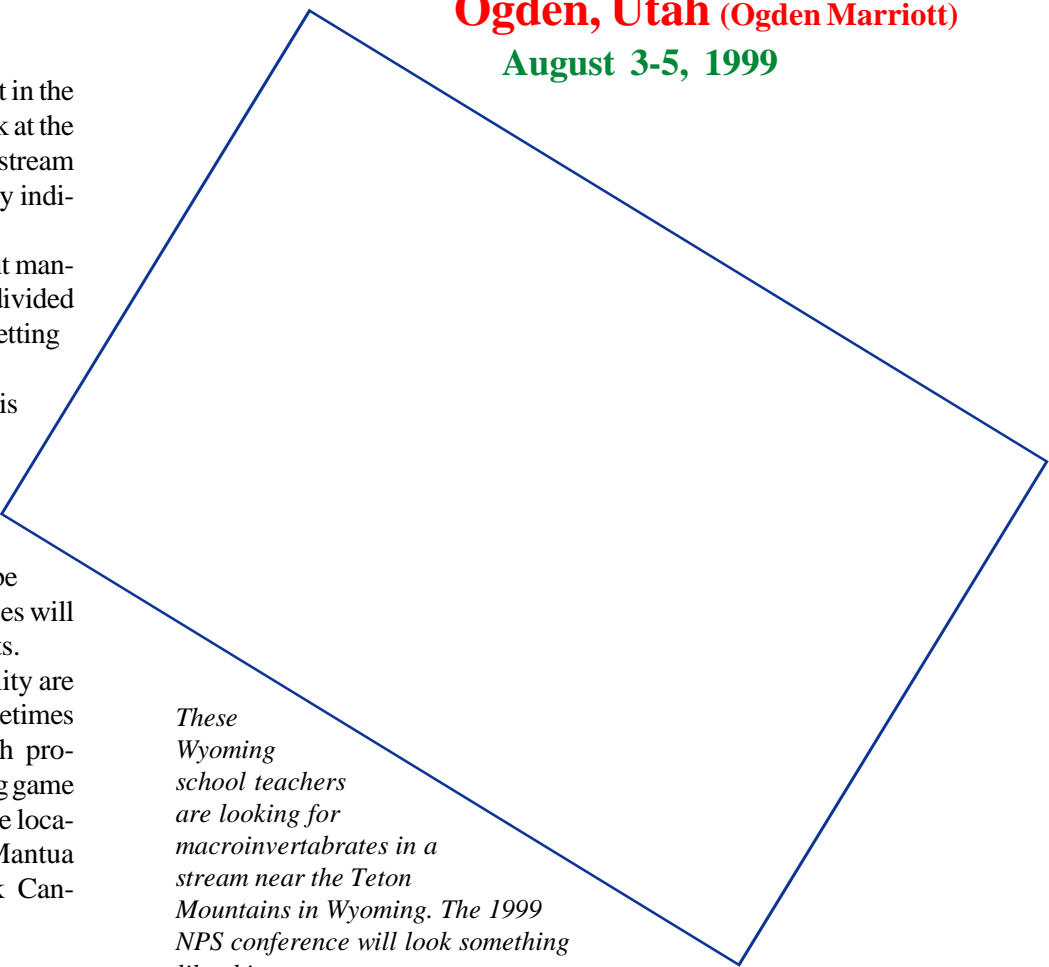 Ogden, Utah (Ogden Marriott)
August 3-5, 1999
t in the
k at the
stream
y indi-
t man-
divided
etting
is
be
es will
ts.
lity are
etimes
h pro-
g game
e loca-
Mantua
k Can-
These
Wyoming
school teachers
are looking for
macroinvertabrates in a
stream near the Teton
Mountains in Wyoming. The 1999
NPS conference will look something